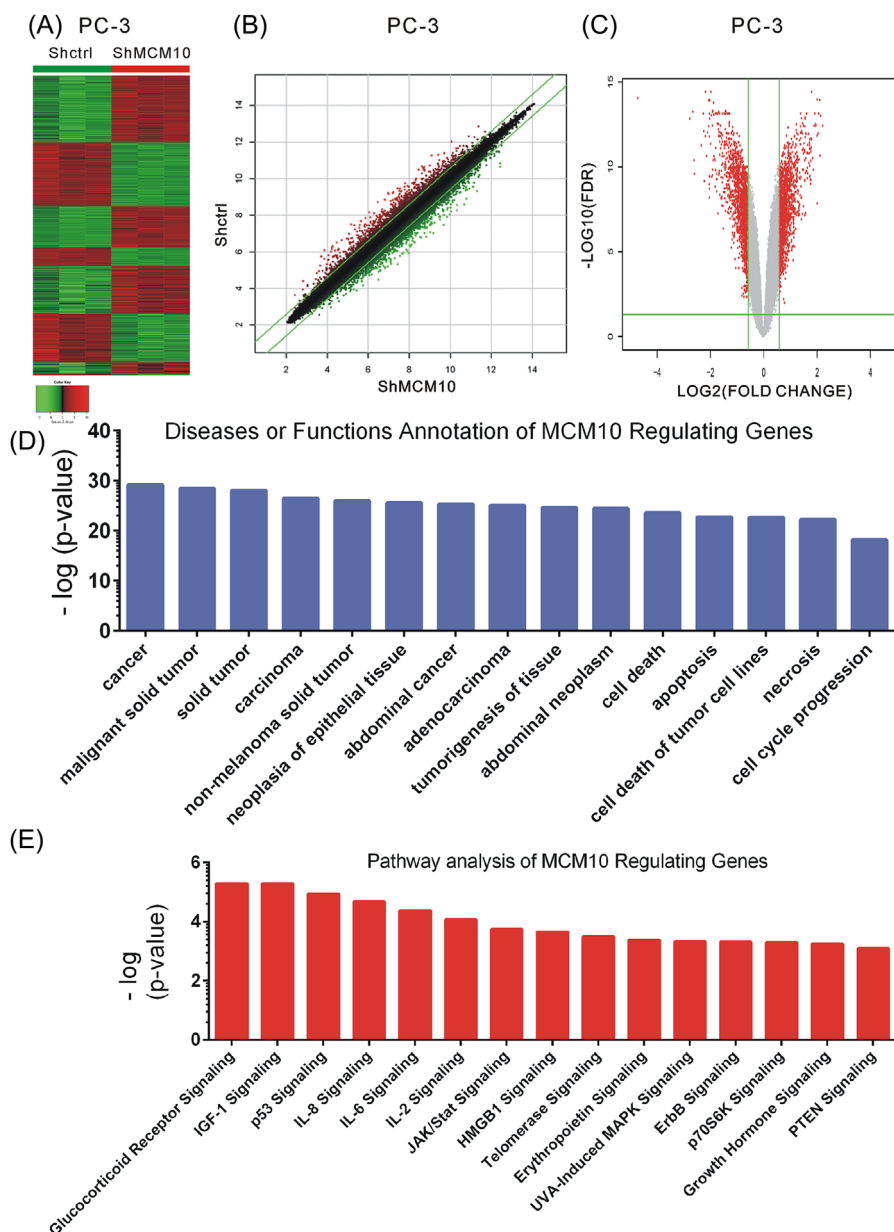 (A) PC-3
Shctrl ShMCM10
Color Key
(B) PC-3
Shctrl
14
12
10
8
6
4
2
2 4 6 8 10 12 14
ShMCM10
(C) PC-3
-LOG10(FDR)
15
10
5
0
-4 -2 0 2 4
LOG2(FOLD CHANGE)
(D) Diseases or Functions Annotation of MCM10 Regulating Genes
- log (p-value)
40
30
20
10
0
cancer
malignant solid tumor
solid tumor
carcinoma
non-melanoma solid tumor
neoplasia of epithelial tissue
abdominal cancer
adenocarcinoma
tumorigenesis of tissue
abdominal neoplasm
cell death
apoptosis
cell death of tumor cell lines
necrosis
cell cycle progression
(E) Pathway analysis of MCM10 Regulating Genes
- log
(p-value)
6
4
2
0
Glucocorticoid Receptor Signaling
IGF-1 Signaling
p53 Signaling
IL-8 Signaling
IL-6 Signaling
IL-2 Signaling
JAK/Stat Signaling
HMGB1 Signaling
Telomerase Signaling
Erythropoietin Signaling
UVA-Induced MAPK Signaling
ErbB Signaling
p70S6K Signaling
Growth Hormone Signaling
PTEN Signaling